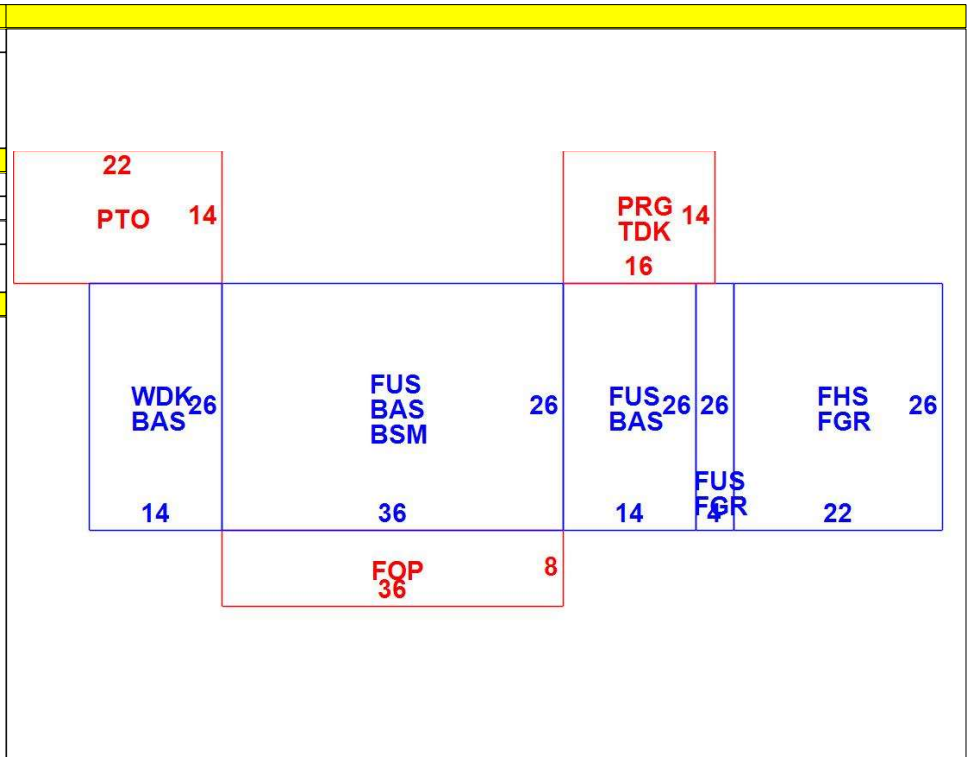 22
PTO 14
PRG 14
TDK
16
WDK 26
BAS
14
FUS
BAS 26
BSM
36
FUS 26
BAS
14
26
FUS
FGR
4
FHS 26
FGR
22
FOP 8
36